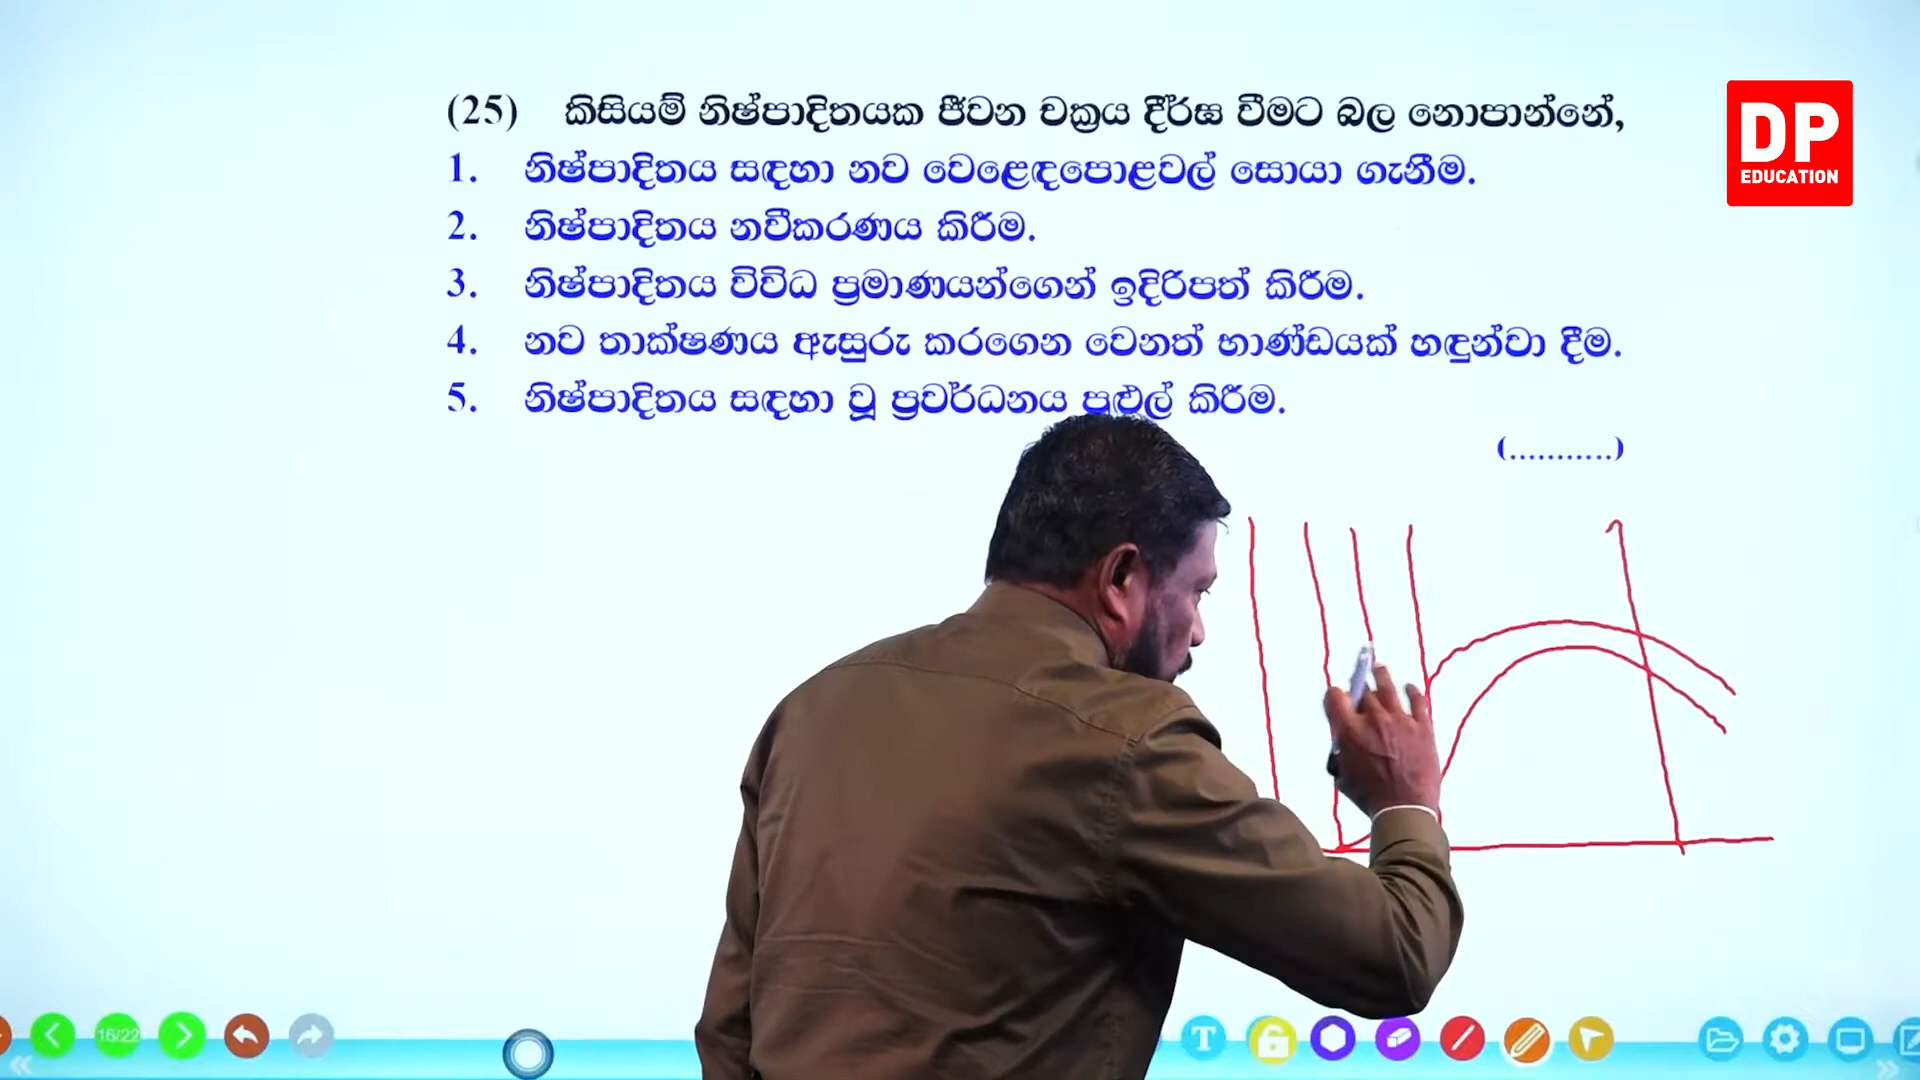 (25) කිසියම් නිෂ්පාදිතයක ජීවන චක්‍රය දීර්ඝ වීමට බල නොපාන්නේ,
1. නිෂ්පාදිතය සඳහා නව වෙළෙඳපොළවල් සොයා ගැනීම.
2. නිෂ්පාදිතය නවීකරණය කිරීම.
3. නිෂ්පාදිතය විවිධ ප්‍රමාණයන්ගෙන් ඉදිරිපත් කිරීම.
4. නව තාක්ෂණය ඇසුරු කරගෙන වෙනත් භාණ්ඩයක් හඳුන්වා දීම.
5. නිෂ්පාදිතය සඳහා වූ ප්‍රවර්ධනය පුළුල් කිරීම.
(...........)
DP
EDUCATION
16/22
T